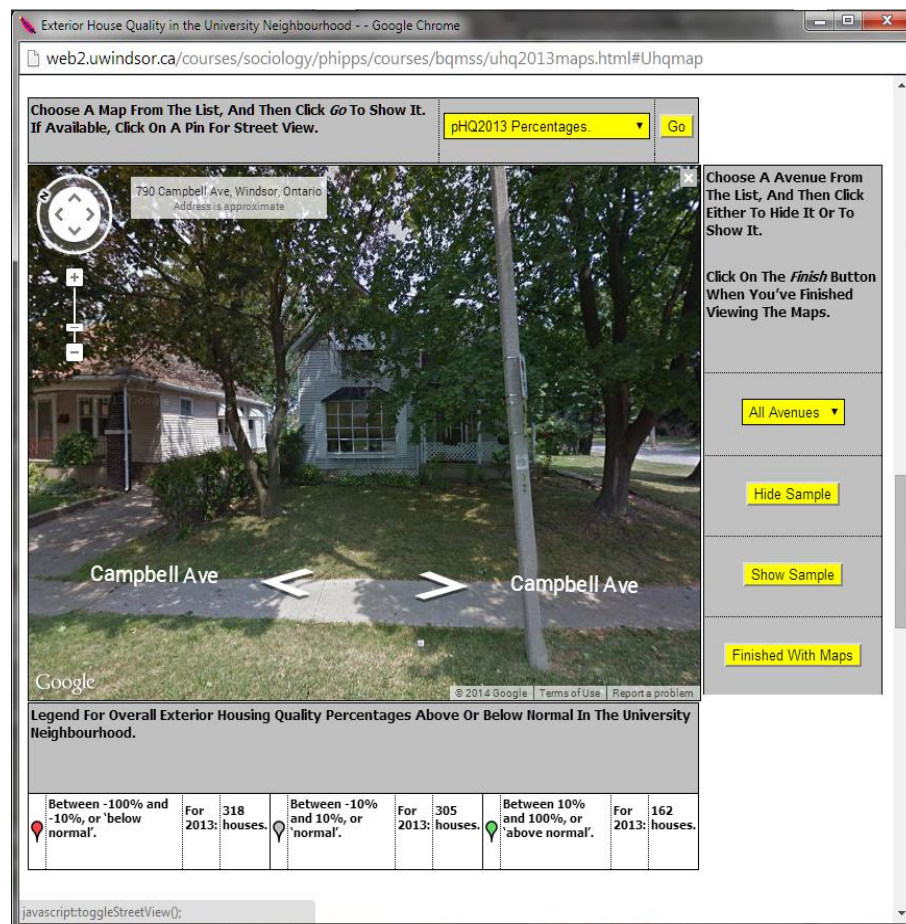 Exterior House Quality in the University Neighbourhood - - Google Chrome
web2.uwindsor.ca/courses/sociology/phipps/courses/bqmss/uhq2013maps.html#Uhqmap
Choose A Map From The List, And Then Click Go To Show It.
If Available, Click On A Pin For Street View.
pHQ2013 Percentages.
Go
790 Campbell Ave, Windsor, Ontario
Address is approximate
Choose A Avenue From
The List, And Then Click
Either To Hide It Or To
Show It.
Click On The Finish Button
When You've Finished
Viewing The Maps.
All Avenues
Hide Sample
Show Sample
Finished With Maps
Campbell Ave
Campbell Ave
Google
© 2014 Google
Terms of Use
Report a problem
Legend For Overall Exterior Housing Quality Percentages Above Or Below Normal In The University
Neighbourhood.
Between -100% and
-10%, or 'below
normal'.
For
2013:
318
houses.
Between -10%
and 10%, or
'normal'.
For
2013:
305
houses.
Between 10%
and 100%, or
'above normal'.
For
2013:
162
houses.
javascript:toggleStreetView();